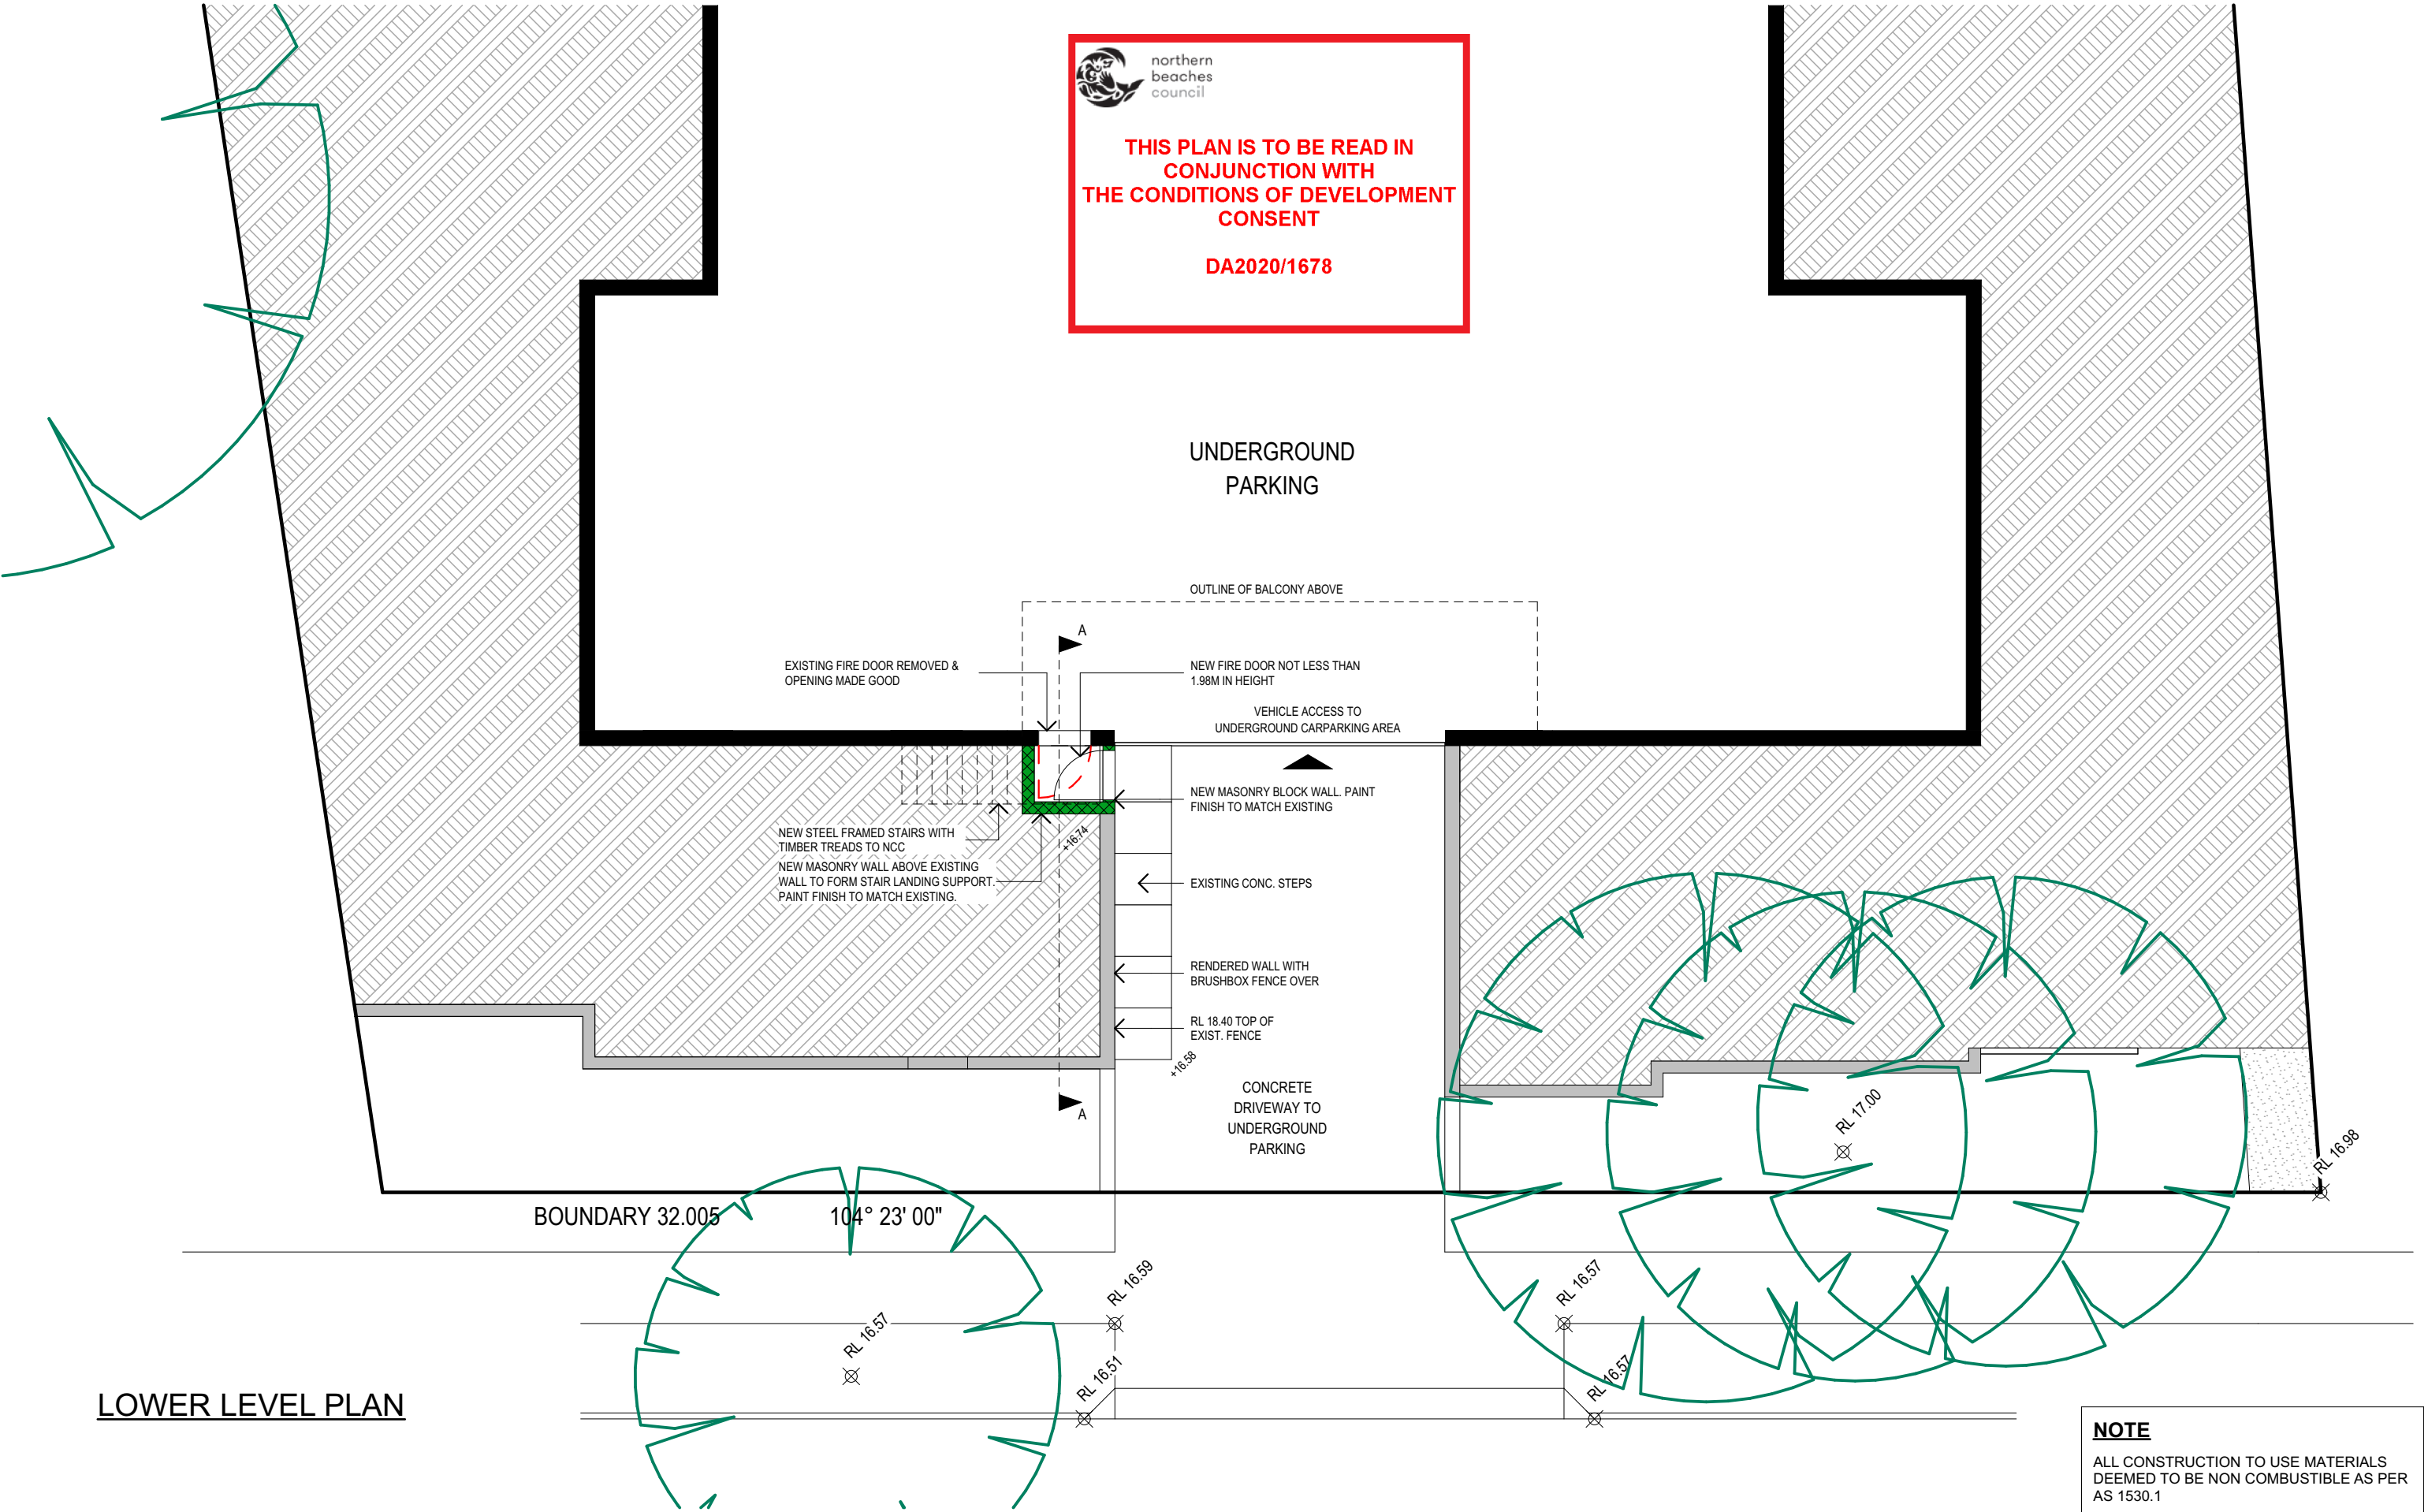 northern
beaches
council
THIS PLAN IS TO BE READ IN
CONJUNCTION WITH
THE CONDITIONS OF DEVELOPMENT
CONSENT
DA2020/1678
UNDERGROUND
PARKING
OUTLINE OF BALCONY ABOVE
A
EXISTING FIRE DOOR REMOVED &
OPENING MADE GOOD
NEW FIRE DOOR NOT LESS THAN
1.98M IN HEIGHT
VEHICLE ACCESS TO
UNDERGROUND CARPARKING AREA
NEW MASONRY BLOCK WALL. PAINT
FINISH TO MATCH EXISTING
NEW STEEL FRAMED STAIRS WITH
TIMBER TREADS TO NCC
+16.74
NEW MASONRY WALL ABOVE EXISTING
WALL TO FORM STAIR LANDING SUPPORT.
PAINT FINISH TO MATCH EXISTING.
EXISTING CONC. STEPS
RENDERED WALL WITH
BRUSHBOX FENCE OVER
RL 18.40 TOP OF
EXIST. FENCE
+16.58
CONCRETE
DRIVEWAY TO
UNDERGROUND
PARKING
A
RL 17.00
RL 16.98
BOUNDARY 32.005 104° 23' 00"
RL 16.59
RL 16.57
RL 16.57
RL 16.51
RL 16.57
LOWER LEVEL PLAN
NOTE
ALL CONSTRUCTION TO USE MATERIALS
DEEMED TO BE NON COMBUSTIBLE AS PER
AS 1530.1